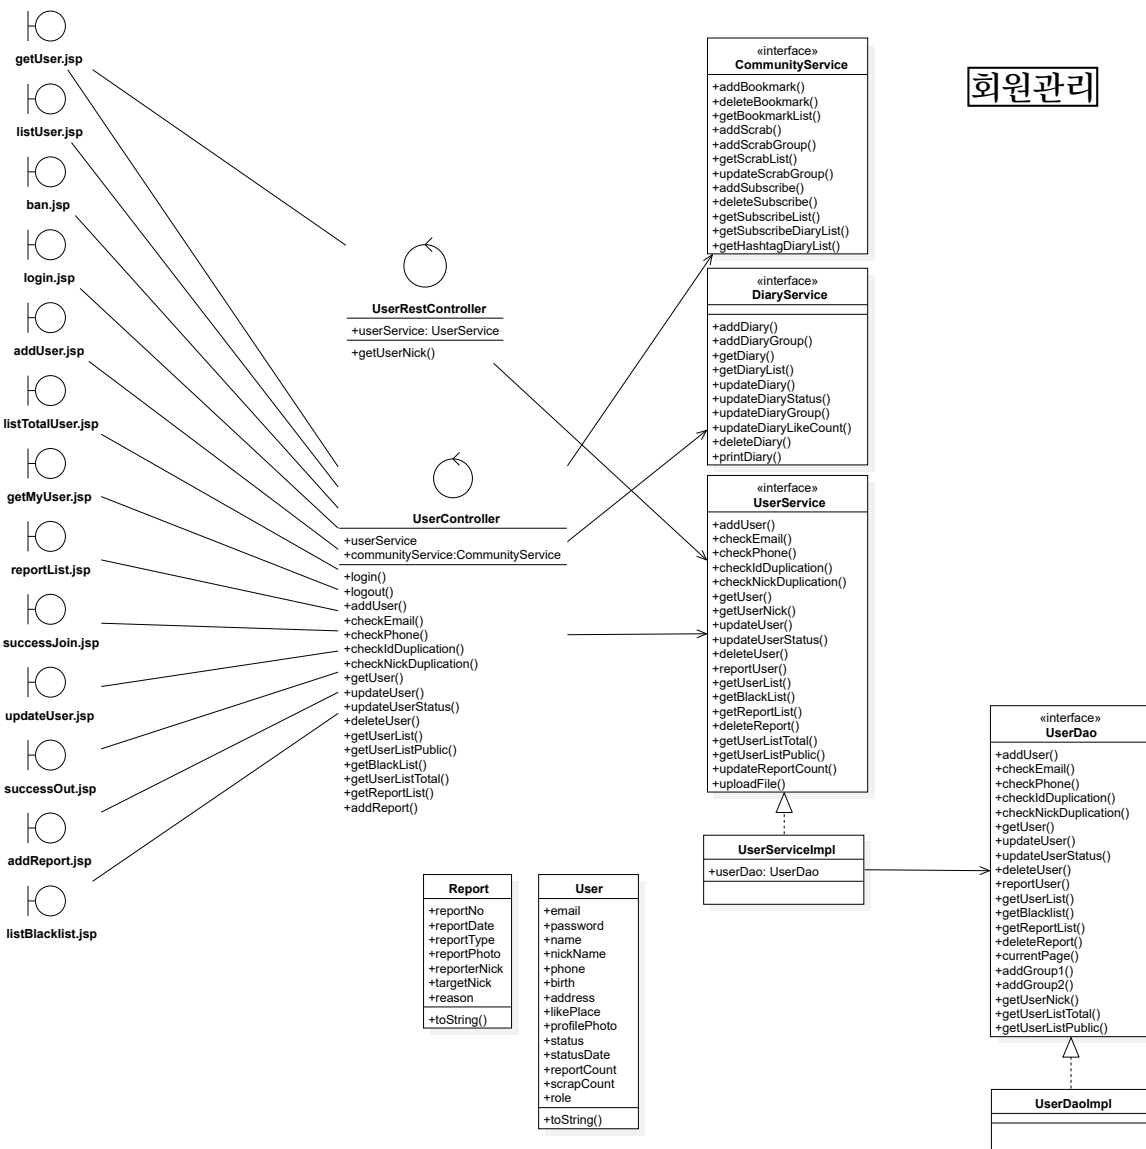 getUser.jsp
listUser.jsp
ban.jsp
login.jsp
addUser.jsp
listTotalUser.jsp
getMyUser.jsp
reportList.jsp
successJoin.jsp
updateUser.jsp
successOut.jsp
addReport.jsp
listBlacklist.jsp
UserRestController
+userService: UserService
+getUserNick()
UserController
+userService
+communityService:CommunityService
+login()
+logout()
+addUser()
+checkEmail()
+checkPhone()
+checkIdDuplication()
+checkNickDuplication()
+getUser()
+updateUser()
+updateUserStatus()
+deleteUser()
+getUserList()
+getUserListPublic()
+getBlackList()
+getUserListTotal()
+getReportList()
+addReport()
Report
+reportNo
+reportDate
+reportType
+reportPhoto
+reporterNick
+targetNick
+reason
+toString()
User
+email
+password
+name
+nickName
+phone
+birth
+address
+likePlace
+profilePhoto
+status
+statusDate
+reportCount
+scrapCount
+role
+toString()
«interface»
CommunityService
+addBookmark()
+deleteBookmark()
+getBookmarkList()
+addScrab()
+addScrabGroup()
+getScrabList()
+updateScrabGroup()
+addSubscribe()
+deleteSubscribe()
+getSubscribeList()
+getSubscribeDiaryList()
+getHashtagDiaryList()
«interface»
DiaryService
+addDiary()
+addDiaryGroup()
+getDiary()
+getDiaryList()
+updateDiary()
+updateDiaryStatus()
+updateDiaryGroup()
+updateDiaryLikeCount()
+deleteDiary()
+printDiary()
«interface»
UserService
+addUser()
+checkEmail()
+checkPhone()
+checkIdDuplication()
+checkNickDuplication()
+getUser()
+getUserNick()
+updateUser()
+updateUserStatus()
+deleteUser()
+reportUser()
+getUserList()
+getBlackList()
+getReportList()
+deleteReport()
+getUserListTotal()
+getUserListPublic()
+updateReportCount()
+uploadFile()
UserServiceImpl
+userDao: UserDao
회원관리
«interface»
UserDao
+addUser()
+checkEmail()
+checkPhone()
+checkIdDuplication()
+checkNickDuplication()
+getUser()
+updateUser()
+updateUserStatus()
+deleteUser()
+reportUser()
+getUserList()
+getBlacklist()
+getReportList()
+deleteReport()
+currentPage()
+addGroup1()
+addGroup2()
+getUserNick()
+getUserListTotal()
+getUserListPublic()
UserDaoImpl